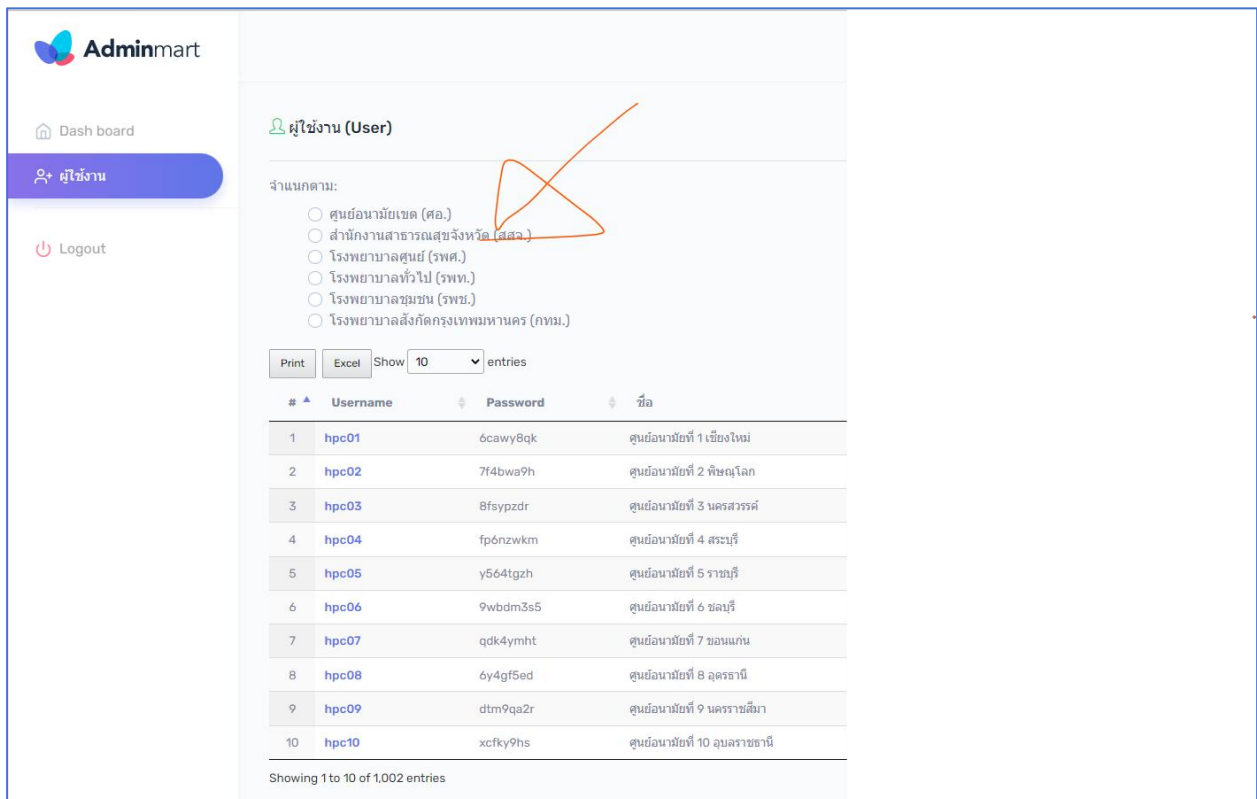 Adminmart
Dash board
ผู้ใช้งาน
Logout
ผู้ใช้งาน (User)
จำแนกตาม:
ศูนย์อนามัยเขต (ศอ.)
สำนักงานสาธารณสุขจังหวัด (สสจ.)
โรงพยาบาลศูนย์ (รพศ.)
โรงพยาบาลทั่วไป (รพท.)
โรงพยาบาลชุมชน (รพช.)
โรงพยาบาลสังกัดกรุงเทพมหานคร (กทม.)
Print Excel Show 10 entries
# Username Password ชื่อ
1 hpc01 6cawy8qk ศูนย์อนามัยที่ 1 เชียงใหม่
2 hpc02 7f4bwa9h ศูนย์อนามัยที่ 2 พิษณุโลก
3 hpc03 8fsypzdr ศูนย์อนามัยที่ 3 นครสวรรค์
4 hpc04 fp6nzwkm ศูนย์อนามัยที่ 4 สระบุรี
5 hpc05 y564tgzh ศูนย์อนามัยที่ 5 ราชบุรี
6 hpc06 9wbdm3s5 ศูนย์อนามัยที่ 6 ชลบุรี
7 hpc07 qdk4ymht ศูนย์อนามัยที่ 7 ขอนแก่น
8 hpc08 6y4gf5ed ศูนย์อนามัยที่ 8 อุดรธานี
9 hpc09 dtm9qa2r ศูนย์อนามัยที่ 9 นครราชสีมา
10 hpc10 xcfky9hs ศูนย์อนามัยที่ 10 อุบลราชธานี
Showing 1 to 10 of 1,002 entries